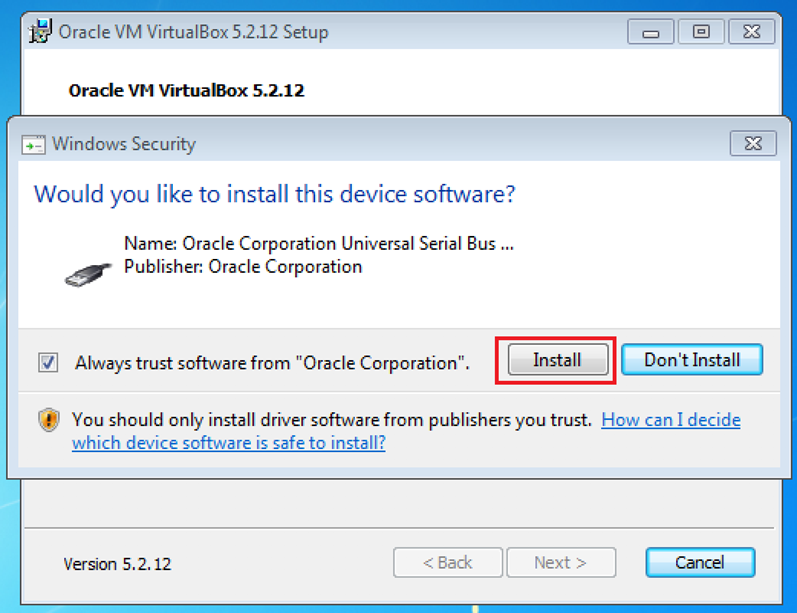 Oracle VM VirtualBox 5.2.12 Setup
Oracle VM VirtualBox 5.2.12
Windows Security
Would you like to install this device software?
Name: Oracle Corporation Universal Serial Bus ...
Publisher: Oracle Corporation
Always trust software from "Oracle Corporation".
Install
Don't Install
You should only install driver software from publishers you trust. How can I decide
which device software is safe to install?
Version 5.2.12
< Back
Next >
Cancel